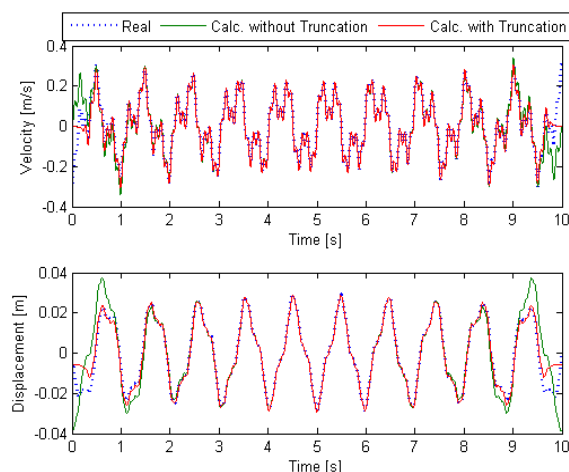 Real Calc. without Truncation Calc. with Truncation
0.4
0.2
0
-0.2
-0.4
Velocity [m/s]
0 1 2 3 4 5 6 7 8 9 10
Time [s]
0.04
0.02
0
-0.02
-0.04
Displacement [m]
0 1 2 3 4 5 6 7 8 9 10
Time [s]